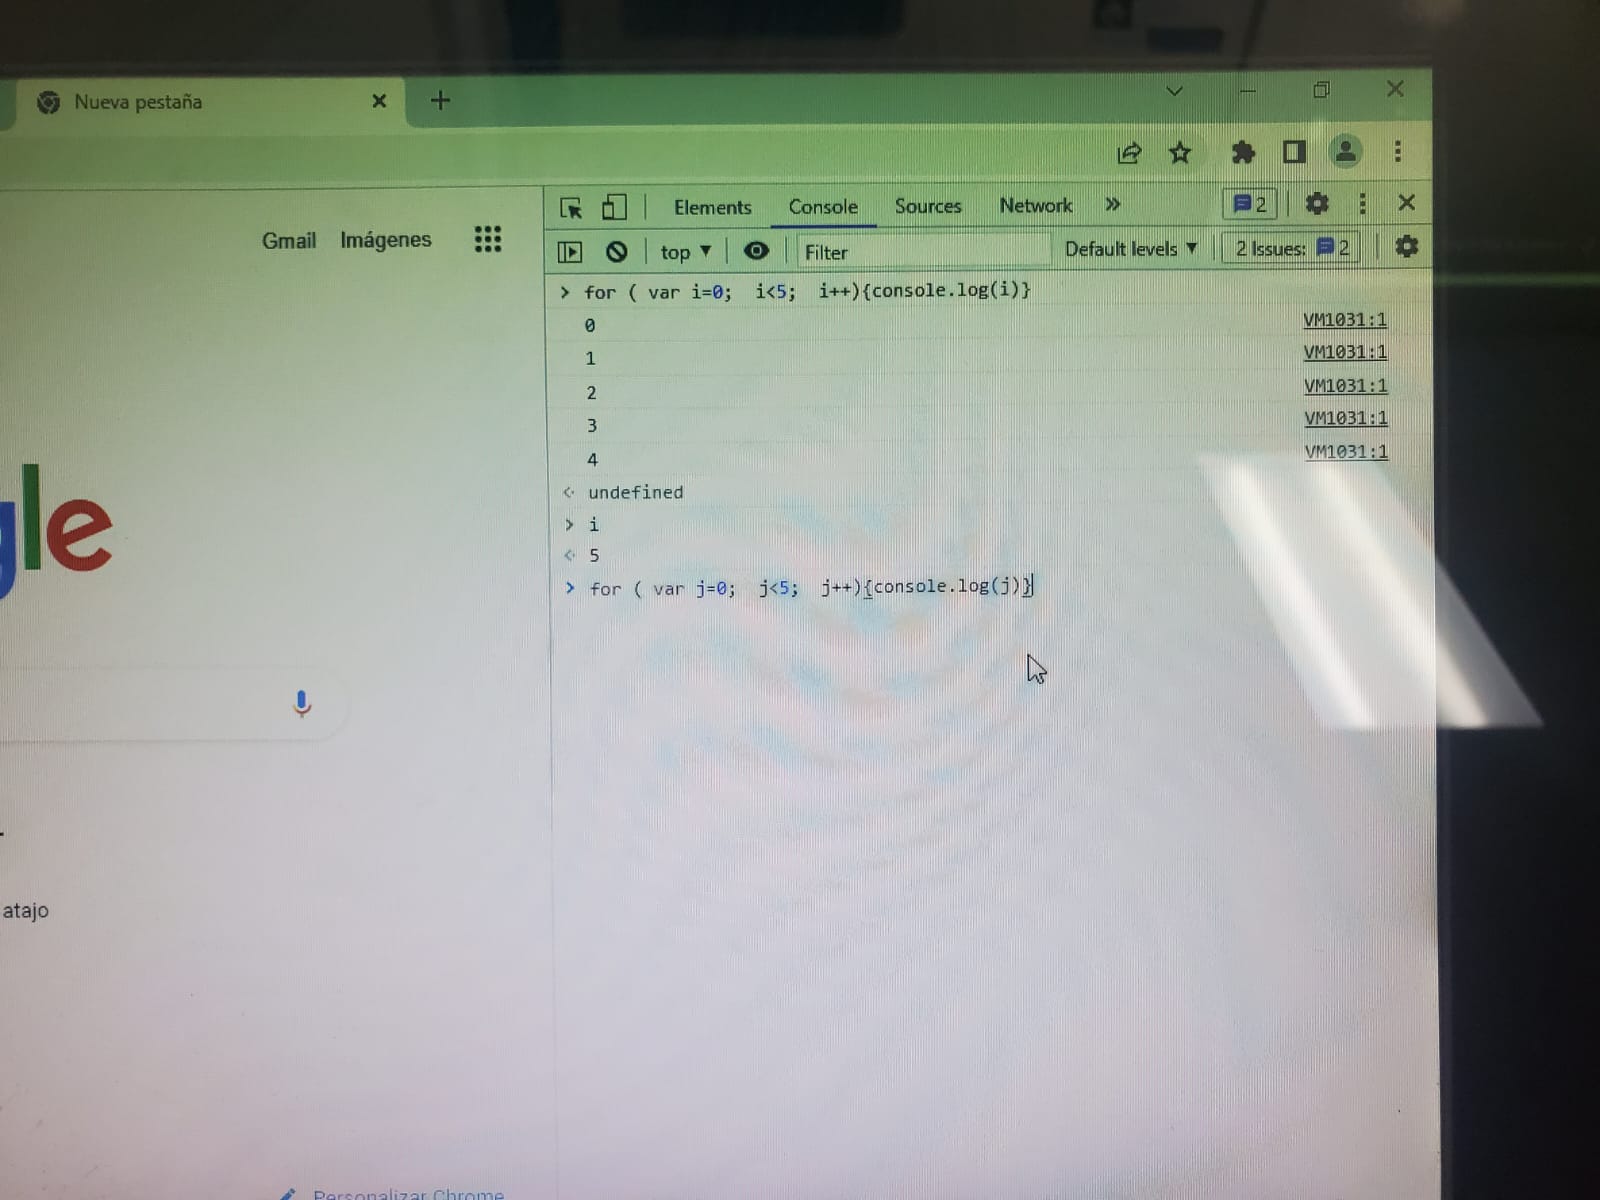 Nueva pestaña
Elements Console Sources Network 2
Gmail Imágenes
top Filter Default levels 2 Issues: 2
> for ( var i=0; i<5; i++){console.log(i)}
0 VM1031:1
1 VM1031:1
2 VM1031:1
3 VM1031:1
4 VM1031:1
undefined
> i
5
> for ( var j=0; j<5; j++){console.log(j)}
gle
atajo
Personalizar Chrome